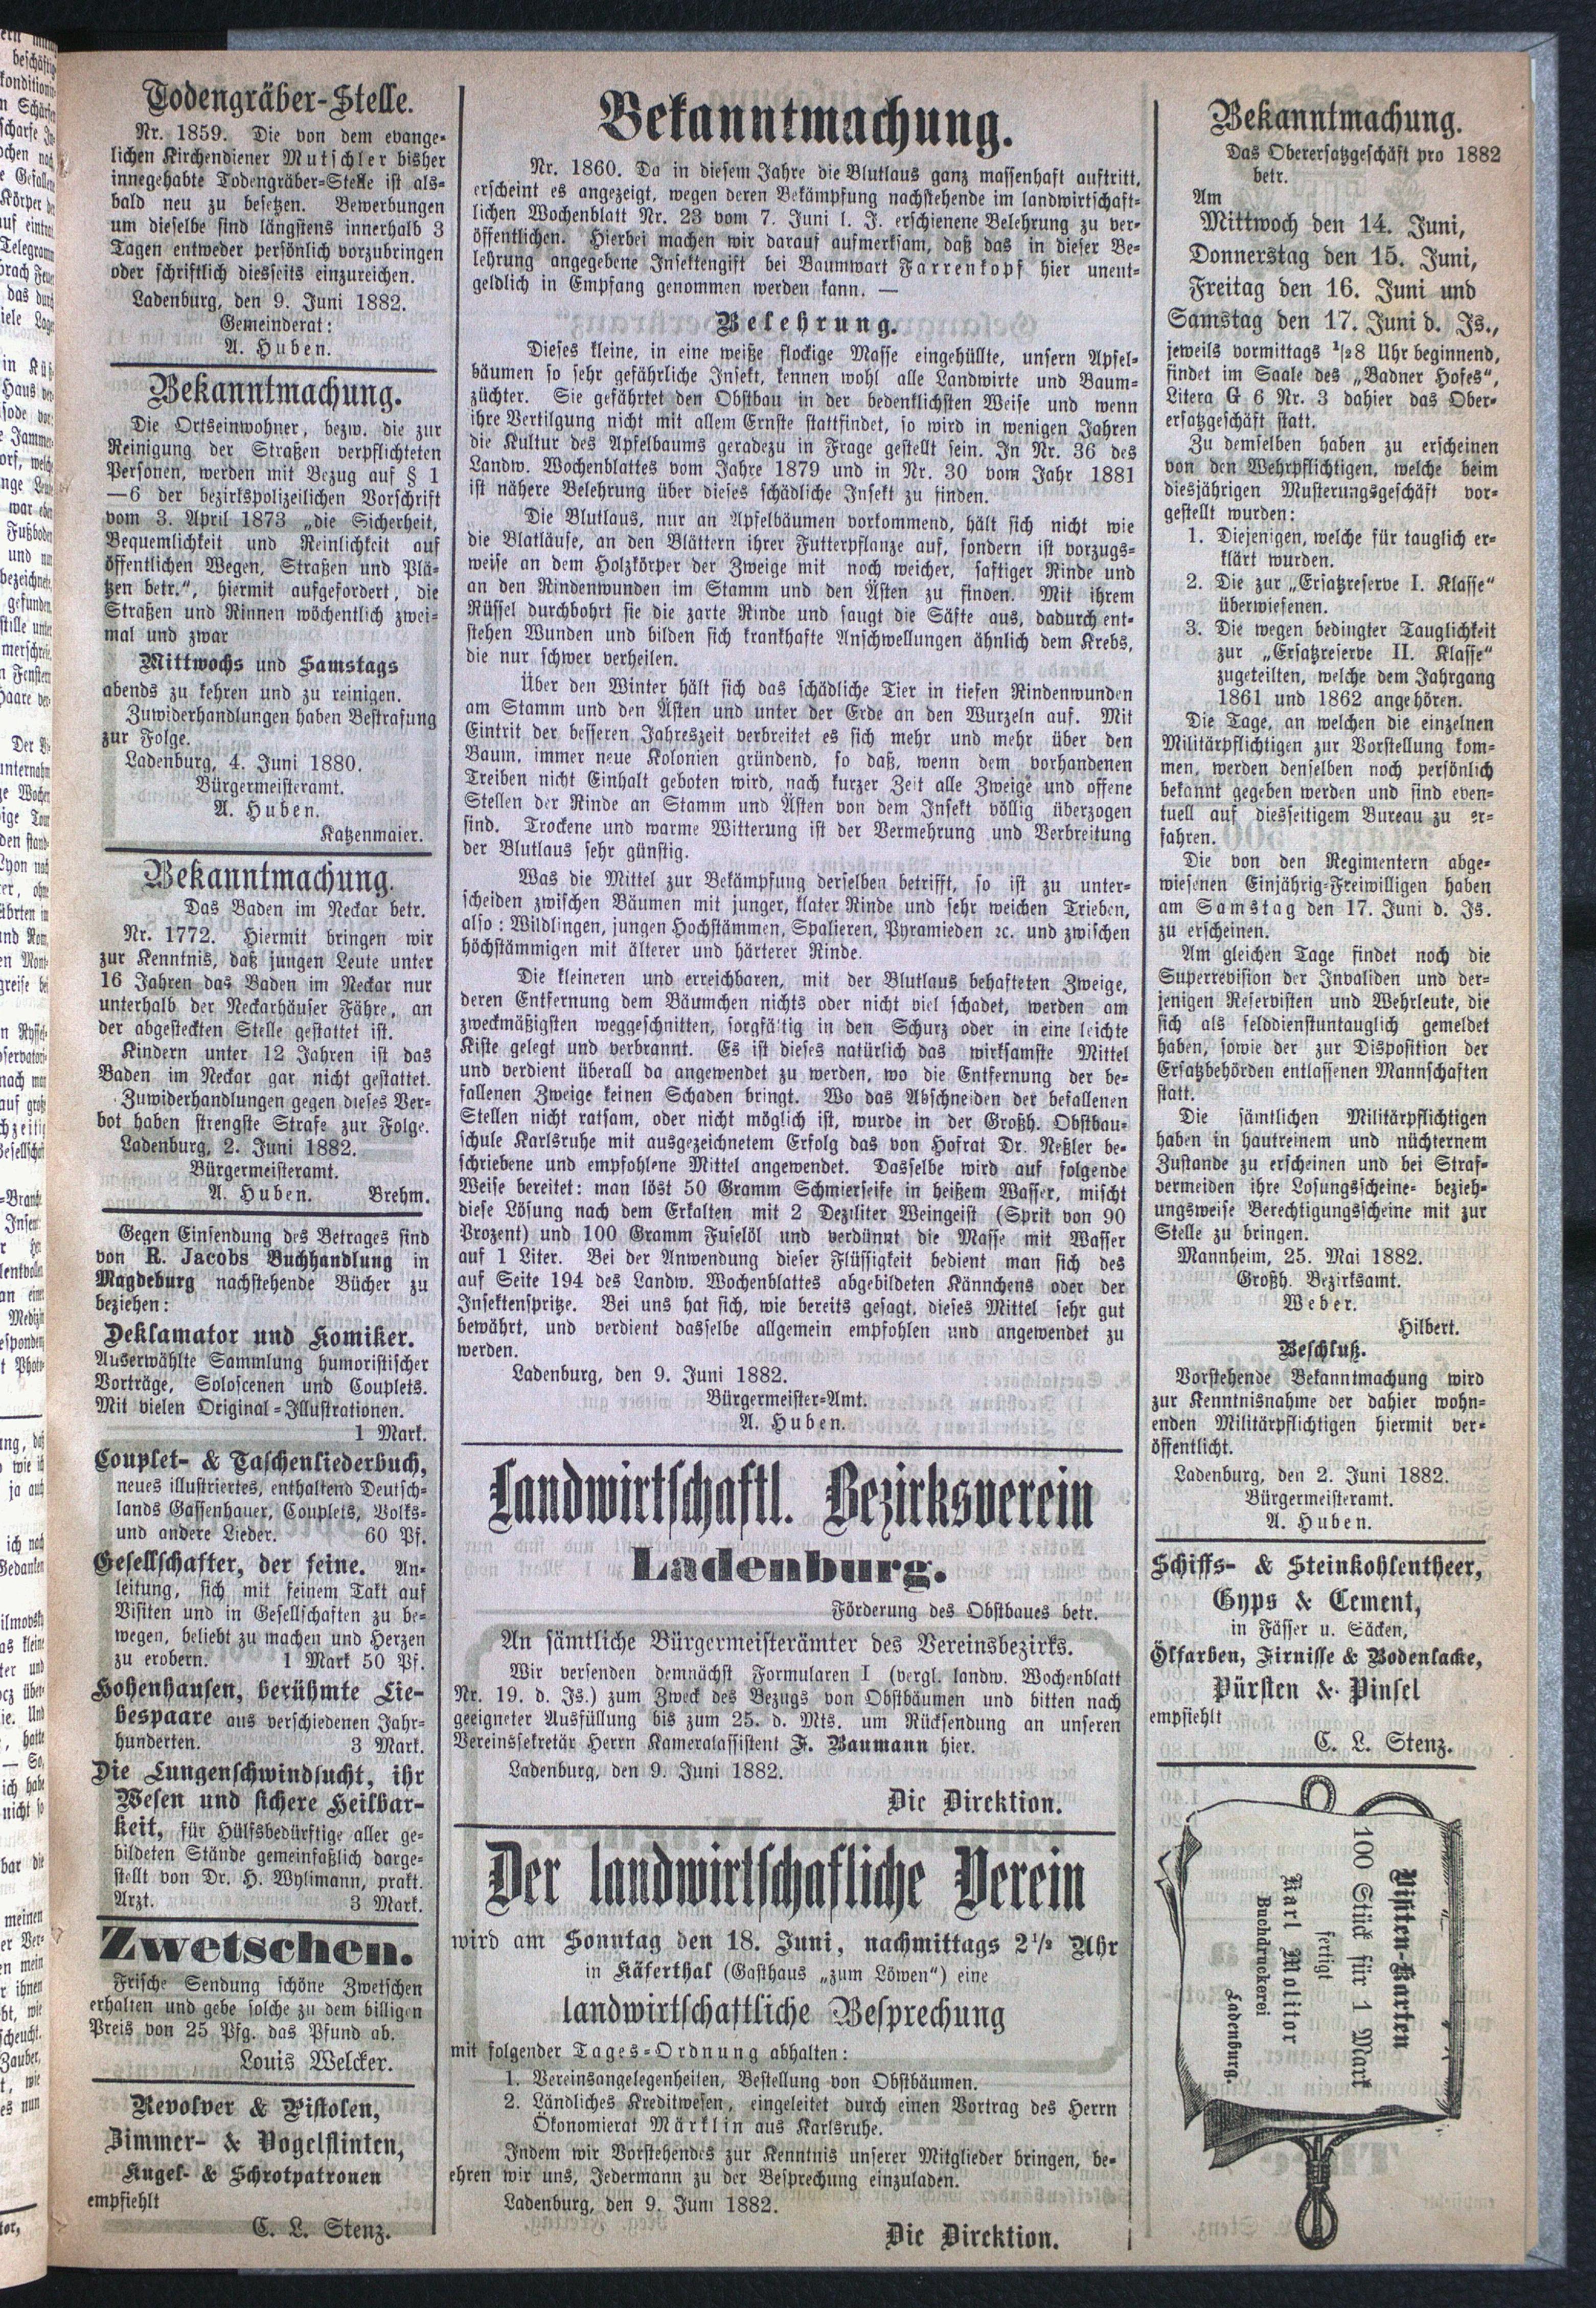 Todengräber-Stelle.
Nr. 1859. Die von dem evange-
lichen Kirchendiener Mutschler bisher
innegehabte Todengräber-Stelle ist als-
bald neu zu besetzen. Bewerbungen
um dieselbe sind längstens innerhalb 3
Tagen entweder persönlich vorzubringen
oder schriftlich diesseits einzureichen.
Ladenburg, den 9. Juni 1882.
Gemeinderat:
A. Huben.
Bekanntmachung.
Die Ortseinwohner, bezw. die zur
Reinigung der Straßen verpflichteten
Personen, werden mit Bezug auf § 1
—6 der bezirkspolizeilichen Vorschrift
vom 3. April 1873 „die Sicherheit,
Bequemlichkeit und Reinlichkeit auf
öffentlichen Wegen, Straßen und Plä-
tzen betr.“, hiermit aufgefordert, die
Straßen und Rinnen wöchentlich zwei-
mal und zwar
Mittwochs und Samstags
abends zu kehren und zu reinigen.
Zuwiderhandlungen haben Bestrafung
zur Folge.
Ladenburg, 4. Juni 1880.
Bürgermeisteramt.
A. Huben.
Katzenmaier.
Bekanntmachung.
Das Baden im Neckar betr.
Nr. 1772. Hiermit bringen wir
zur Kenntnis, daß jungen Leute unter
16 Jahren das Baden im Neckar nur
unterhalb der Neckarhäuser Fähre, an
der abgesteckten Stelle gestattet ist.
Kindern unter 12 Jahren ist das
Baden im Neckar gar nicht gestattet.
Zuwiderhandlungen gegen dieses Ver-
bot haben strengste Strafe zur Folge.
Ladenburg, 2. Juni 1882.
Bürgermeisteramt.
A. Huben. Brehm.
Gegen Einsendung des Betrages sind
von R. Jacobs Buchhandlung in
Magdeburg nachstehende Bücher zu
beziehen:
Deklamator und Komiker.
Auserwählte Sammlung humoristischer
Vorträge, Soloscenen und Couplets.
Mit vielen Original-Illustrationen.
1 Mark.
Couplet- & Taschenliederbuch,
neues illustriertes, enthaltend Deutsch-
lands Gassenhauer, Couplets, Volks-
und andere Lieder. 60 Pf.
Gesellschafter, der feine. An-
leitung, sich mit feinem Takt auf
Visiten und in Gesellschaften zu be-
wegen, beliebt zu machen und Herzen
zu erobern. 1 Mark 50 Pf.
Hohenhausen, berühmte Lie-
bespaare aus verschiedenen Jahr-
hunderten. 3 Mark.
Die Lungenschwindsucht, ihr
Wesen und sichere Heilbar-
keit, für Hülfsbedürftige aller ge-
bildeten Stände gemeinfaßlich darge-
stellt von Dr. H. Wylimann, prakt.
Arzt. 3 Mark.
Zwetschen.
Frische Sendung schöne Zwetschen
erhalten und gebe solche zu dem billigen
Preis von 25 Pfg. das Pfund ab.
Louis Welcker.
Revolver & Pistolen,
Zimmer- & Vogelflinten,
Kugel- & Schrotpatronen
empfiehlt
C. L. Stenz.
Bekanntmachung.
Nr. 1860. Da in diesem Jahre die Blutlaus ganz massenhaft auftritt,
erscheint es angezeigt, wegen deren Bekämpfung nachstehende im landwirtschaft-
lichen Wochenblatt Nr. 23 vom 7. Juni l. J. erschienene Belehrung zu ver-
öffentlichen. Hierbei machen wir darauf aufmerksam, daß das in dieser Be-
lehrung angegebene Insektengift bei Baumwart Farrenkopf hier unent-
geldlich in Empfang genommen werden kann. —
Belehrung.
Dieses kleine, in eine weiße flockige Masse eingehüllte, unsern Apfel-
bäumen so sehr gefährliche Insekt, kennen wohl alle Landwirte und Baum-
züchter. Sie gefährtet den Obstbau in der bedenklichsten Weise und wenn
ihre Vertilgung nicht mit allem Ernste stattfindet, so wird in wenigen Jahren
die Kultur des Apfelbaums geradezu in Frage gestellt sein. In Nr. 36 des
Landw. Wochenblattes vom Jahre 1879 und in Nr. 30 vom Jahr 1881
ist nähere Belehrung über dieses schädliche Insekt zu finden.
Die Blutlaus, nur an Apfelbäumen vorkommend, hält sich nicht wie
die Blatläuse, an den Blättern ihrer Futterpflanze auf, sondern ist vorzugs-
weise an dem Holzkörper der Zweige mit noch weicher, saftiger Rinde und
an den Rindenwunden im Stamm und den Ästen zu finden. Mit ihrem
Rüssel durchbohrt sie die zarte Rinde und saugt die Säfte aus, dadurch ent-
stehen Wunden und bilden sich krankhafte Anschwellungen ähnlich dem Krebs,
die nur schwer verheilen.
Über den Winter hält sich das schädliche Tier in tiefen Rindenwunden
am Stamm und den Ästen und unter der Erde an den Wurzeln auf. Mit
Eintrit der besseren Jahreszeit verbreitet es sich mehr und mehr über den
Baum, immer neue Kolonien gründend, so daß, wenn dem vorhandenen
Treiben nicht Einhalt geboten wird, nach kurzer Zeit alle Zweige und offene
Stellen der Rinde an Stamm und Ästen von dem Insekt völlig überzogen
sind. Trockene und warme Witterung ist der Vermehrung und Verbreitung
der Blutlaus sehr günstig.
Was die Mittel zur Bekämpfung derselben betrifft, so ist zu unter-
scheiden zwischen Bäumen mit junger, klater Rinde und sehr weichen Trieben,
also: Wildlingen, jungen Hochstämmen, Spalieren, Pyramieden ꝛc. und zwischen
höchstämmigen mit älterer und härterer Rinde.
Die kleineren und erreichbaren, mit der Blutlaus behafteten Zweige,
deren Entfernung dem Bäumchen nichts oder nicht viel schadet, werden am
zweckmäßigsten weggeschnitten, sorgfältig in den Schurz oder in eine leichte
Kiste gelegt und verbrannt. Es ist dieses natürlich das wirksamste Mittel
und verdient überall da angewendet zu werden, wo die Entfernung der be-
fallenen Zweige keinen Schaden bringt. Wo das Abschneiden der befallenen
Stellen nicht ratsam, oder nicht möglich ist, wurde in der Großh. Obstbau-
schule Karlsruhe mit ausgezeichnetem Erfolg das von Hofrat Dr. Neßler be-
schriebene und empfohlene Mittel angewendet. Dasselbe wird auf folgende
Weise bereitet: man löst 50 Gramm Schmierseife in heißem Wasser, mischt
diese Lösung nach dem Erkalten mit 2 Deziliter Weingeist (Sprit von 90
Prozent) und 100 Gramm Fuselöl und verdünnt die Masse mit Wasser
auf 1 Liter. Bei der Anwendung dieser Flüssigkeit bedient man sich des
auf Seite 194 des Landw. Wochenblattes abgebildeten Kännchens oder der
Insektenspritze. Bei uns hat sich, wie bereits gesagt, dieses Mittel sehr gut
bewährt, und verdient dasselbe allgemein empfohlen und angewendet zu
werden.
Ladenburg, den 9. Juni 1882.
Bürgermeister-Amt.
A. Huben.
Landwirtschaftl. Bezirksverein
Ladenburg.
Förderung des Obstbaues betr.
An sämtliche Bürgermeisterämter des Vereinsbezirks.
Wir versenden demnächst Formularen I (vergl. landw. Wochenblatt
Nr. 19. d. Js.) zum Zweck des Bezugs von Obstbäumen und bitten nach
geeigneter Ausfüllung bis zum 25. d. Mts. um Rücksendung an unseren
Vereinssekretär Herrn Kameralassistent F. Baumann hier.
Ladenburg, den 9. Juni 1882.
Die Direktion.
Der landwirtschaftliche Verein
wird am Sonntag den 18. Juni, nachmittags 2½ Uhr
in Käferthal (Gasthaus „zum Löwen“) eine
landwirtschaftliche Besprechung
mit folgender Tages-Ordnung abhalten:
1. Vereinsangelegenheiten, Bestellung von Obstbäumen.
2. Ländliches Kreditwesen, eingeleitet durch einen Vortrag des Herrn
Ökonomierat Märklin aus Karlsruhe.
Indem wir Vorstehendes zur Kenntnis unserer Mitglieder bringen, be-
ehren wir uns, Jedermann zu der Besprechung einzuladen.
Ladenburg, den 9. Juni 1882.
Die Direktion.
Bekanntmachung.
Das Oberersatzgeschäft pro 1882
betr.
Am
Mittwoch den 14. Juni,
Donnerstag den 15. Juni,
Freitag den 16. Juni und
Samstag den 17. Juni d. Js.,
jeweils vormittags ½8 Uhr beginnend,
findet im Saale des „Badner Hofes“,
Litera G 6 Nr. 3 dahier das Ober-
ersatzgeschäft statt.
Zu demselben haben zu erscheinen
von den Wehrpflichtigen, welche beim
diesjährigen Musterungsgeschäft vor-
gestellt wurden:
1. Diejenigen, welche für tauglich er-
klärt wurden.
2. Die zur „Ersatzreserve I. Klasse“
überwiesenen.
3. Die wegen bedingter Tauglichkeit
zur „Ersatzreserve II. Klasse“
zugeteilten, welche dem Jahrgang
1861 und 1862 angehören.
Die Tage, an welchen die einzelnen
Militärpflichtigen zur Vorstellung kom-
men, werden denselben noch persönlich
bekannt gegeben werden und sind even-
tuell auf diesseitigem Bureau zu er-
fahren.
Die von den Regimentern abge-
wiesenen Einjährig-Freiwilligen haben
am Samstag den 17. Juni d. Js.
zu erscheinen.
Am gleichen Tage findet noch die
Superrevision der Invaliden und der-
jenigen Reservisten und Wehrleute, die
sich als felddienstuntauglich gemeldet
haben, sowie der zur Disposition der
Ersatzbehörden entlassenen Mannschaften
statt.
Die sämtlichen Militärpflichtigen
haben in hautreinem und nüchternem
Zustande zu erscheinen und bei Straf-
vermeiden ihre Losungsscheine- bezieh-
ungsweise Berechtigungsscheine mit zur
Stelle zu bringen.
Mannheim, 25. Mai 1882.
Großh. Bezirksamt.
Weber.
Hilbert.
Beschluß.
Vorstehende Bekanntmachung wird
zur Kenntnisnahme der dahier wohn-
enden Militärpflichtigen hiermit ver-
öffentlicht.
Ladenburg, den 2. Juni 1882.
Bürgermeisteramt.
A. Huben.
Schiffs- & Steinkohlentheer,
Gyps & Cement,
in Fässer u. Säcken,
Ölfarben, Firnisse & Bodenlacke,
Pürsten & Pinsel
empfiehlt
C. L. Stenz.
Visiten-Karten
100 Stück für 1 Mark
fertigt
Karl Molitor
Buchdruckerei
Ladenburg.